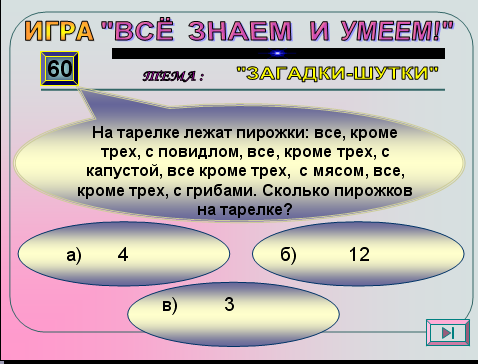 ИГРА "ВСЁ ЗНАЕМ И УМЕЕМ!"
60
ТЕМА : "ЗАГАДКИ-ШУТКИ"
На тарелке лежат пирожки: все, кроме
трех, с повидлом, все, кроме трех, с
капустой, все кроме трех, с мясом, все,
кроме трех, с грибами. Сколько пирожков
на тарелке?
а) 4
б) 12
в) 3